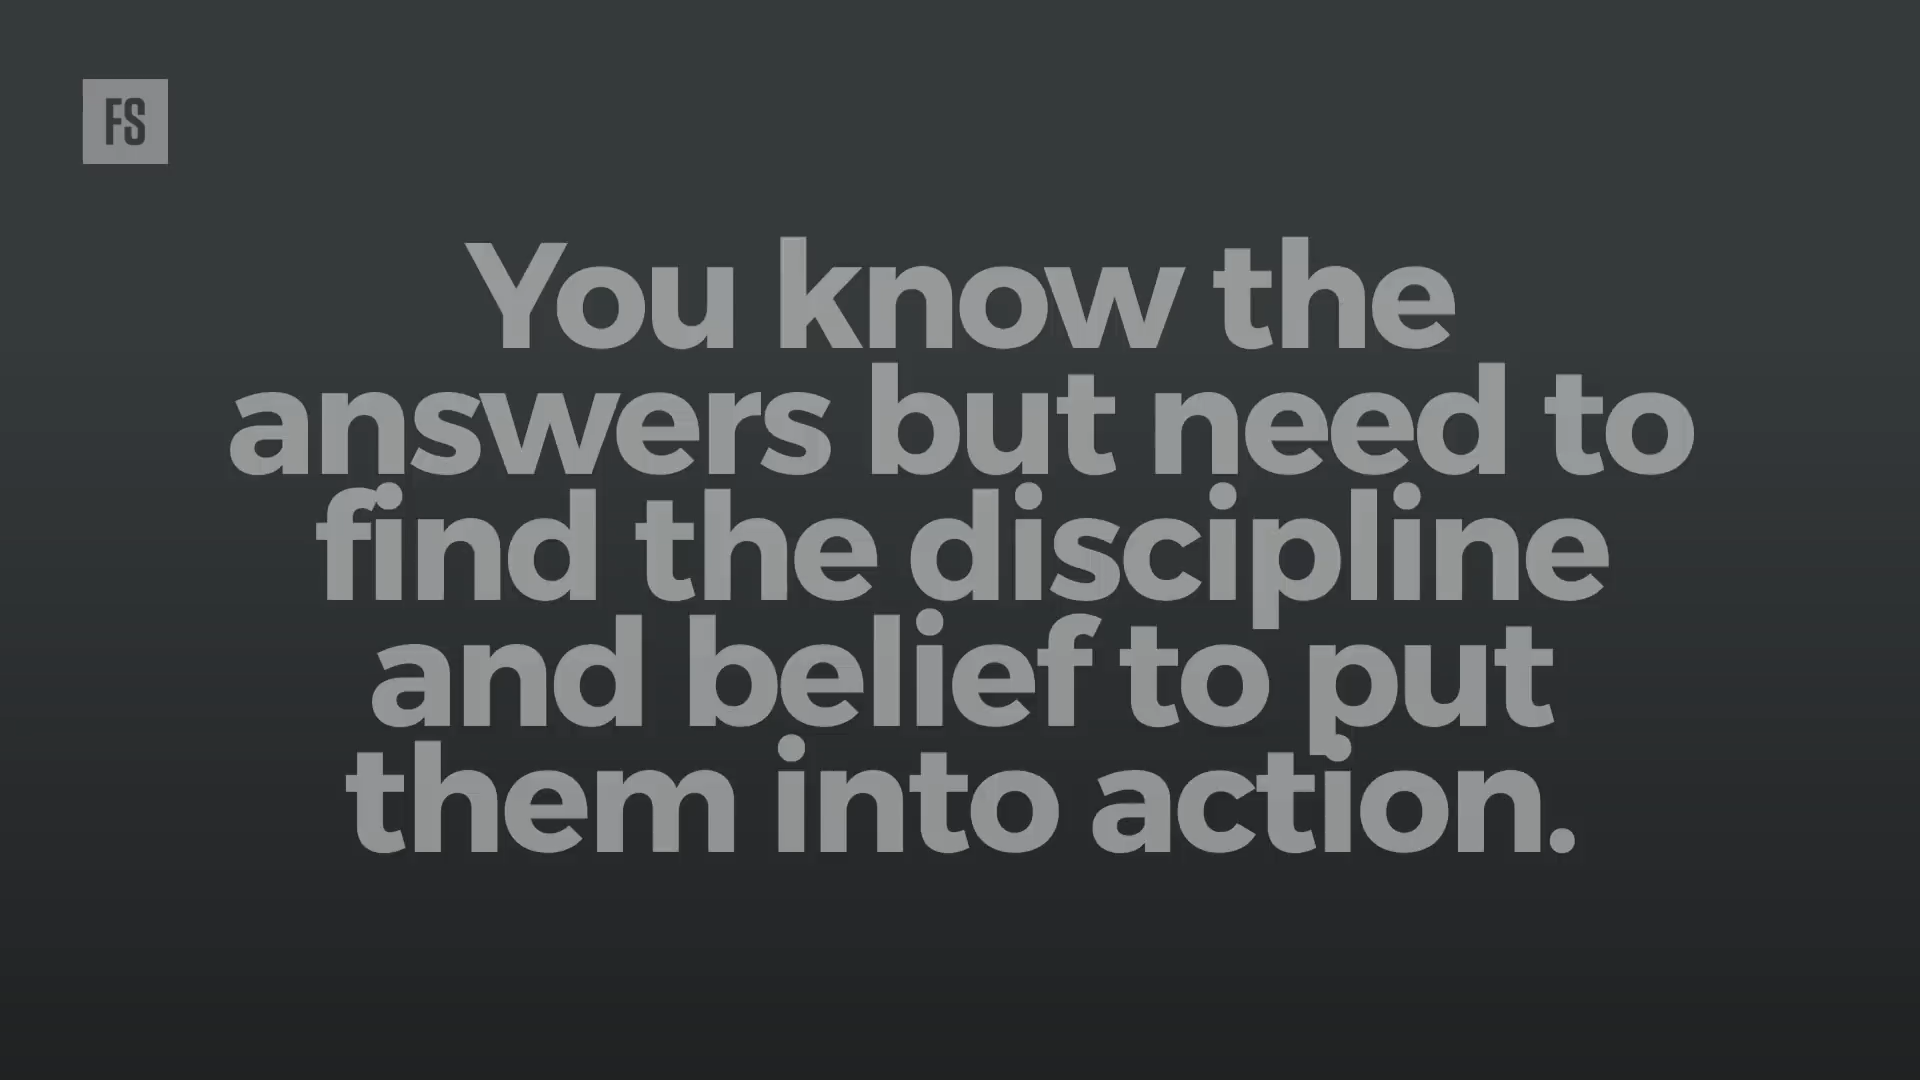 FS
You know the
answers but need to
find the discipline
and belief to put
them into action.